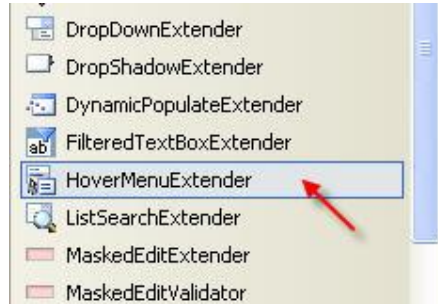 DropDownExtender
DropShadowExtender
DynamicPopulateExtender
FilteredTextBoxExtender
HoverMenuExtender
ListSearchExtender
MaskedEditExtender
MaskedEditValidator